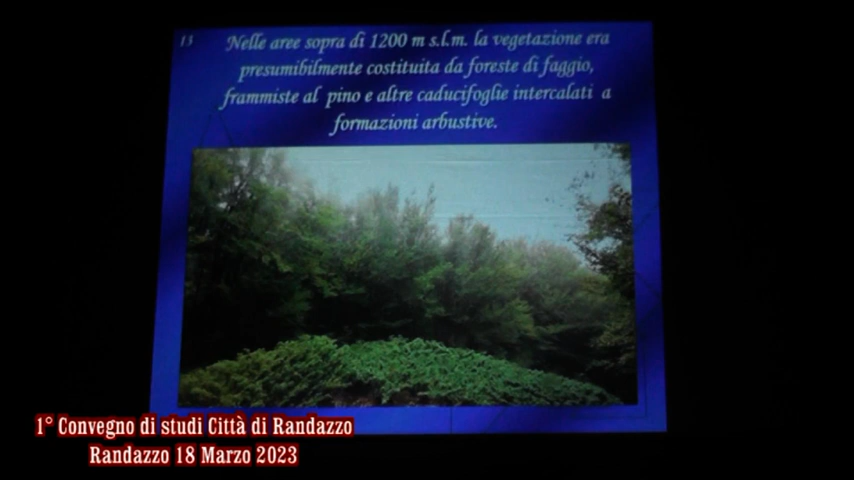 13
Nelle aree sopra di 1200 m s.l.m. la vegetazione era
presumibilmente costituita da foreste di faggio,
frammiste al pino e altre caducifoglie intercalati a
formazioni arbustive.
1° Convegno di studi Città di Randazzo
Randazzo 18 Marzo 2023